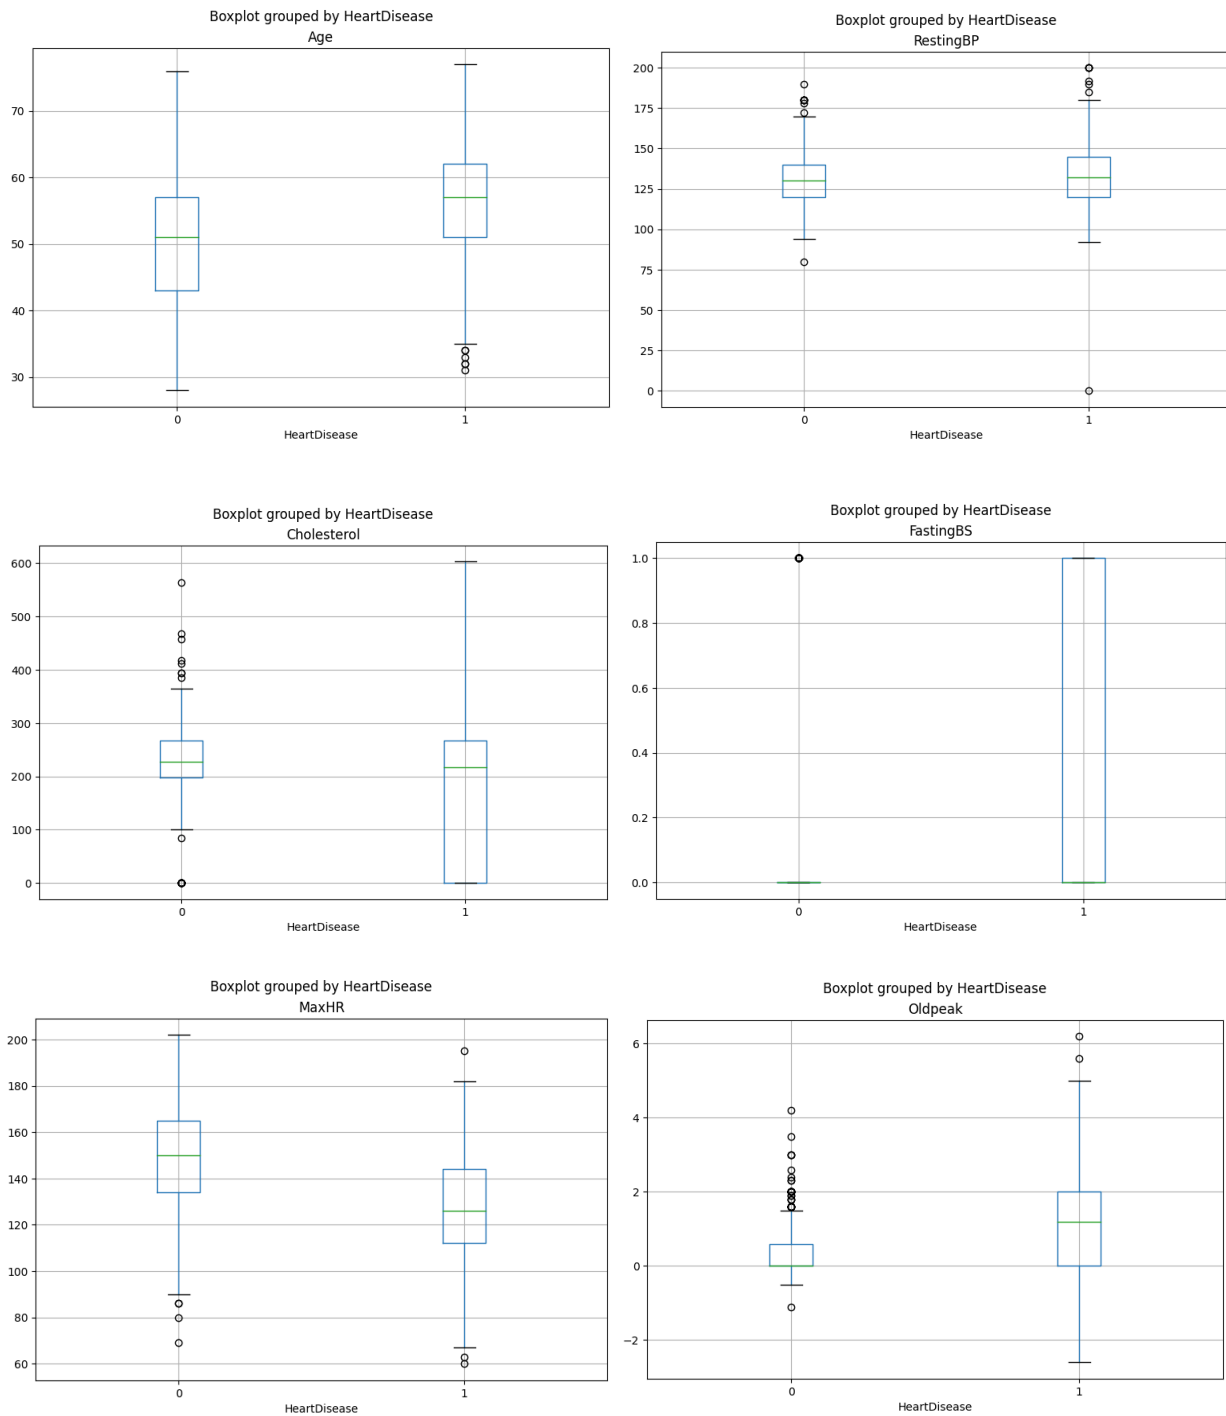 Boxplot grouped by HeartDisease
Age
70
60
50
40
30
0 1
HeartDisease
Boxplot grouped by HeartDisease
RestingBP
200
175
150
125
100
75
50
25
0
0 1
HeartDisease
Boxplot grouped by HeartDisease
Cholesterol
600
500
400
300
200
100
0
0 1
HeartDisease
Boxplot grouped by HeartDisease
FastingBS
1.0
0.8
0.6
0.4
0.2
0.0
0 1
HeartDisease
Boxplot grouped by HeartDisease
MaxHR
200
180
160
140
120
100
80
60
0 1
HeartDisease
Boxplot grouped by HeartDisease
Oldpeak
6
4
2
0
−2
0 1
HeartDisease